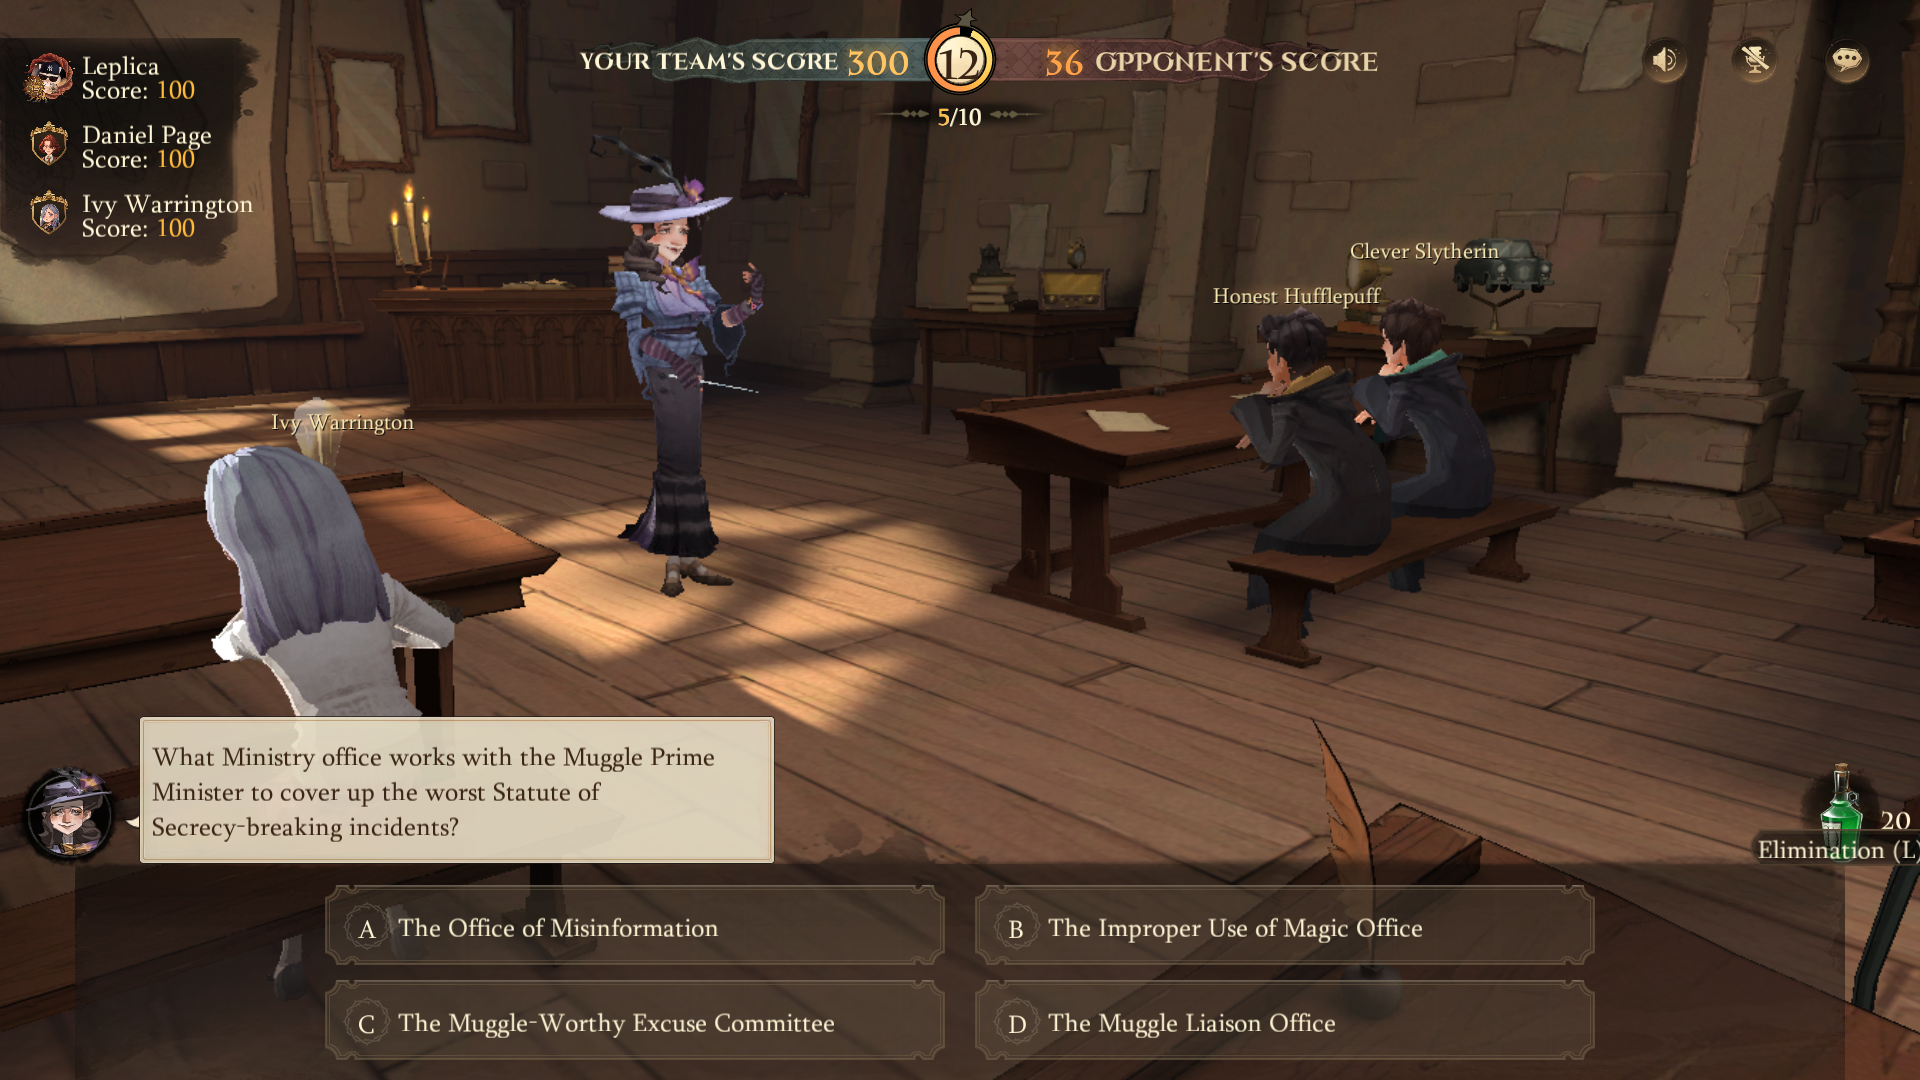 Leplica
Score: 100
Daniel Page
Score: 100
Ivy Warrington
Score: 100
YOUR TEAM'S SCORE 300
12
36 OPPONENT'S SCORE
5/10
Clever Slytherin
Honest Hufflepuff
Ivy Warrington
What Ministry office works with the Muggle Prime
Minister to cover up the worst Statute of
Secrecy-breaking incidents?
20
Elimination (L)
A The Office of Misinformation
B The Improper Use of Magic Office
C The Muggle-Worthy Excuse Committee
D The Muggle Liaison Office